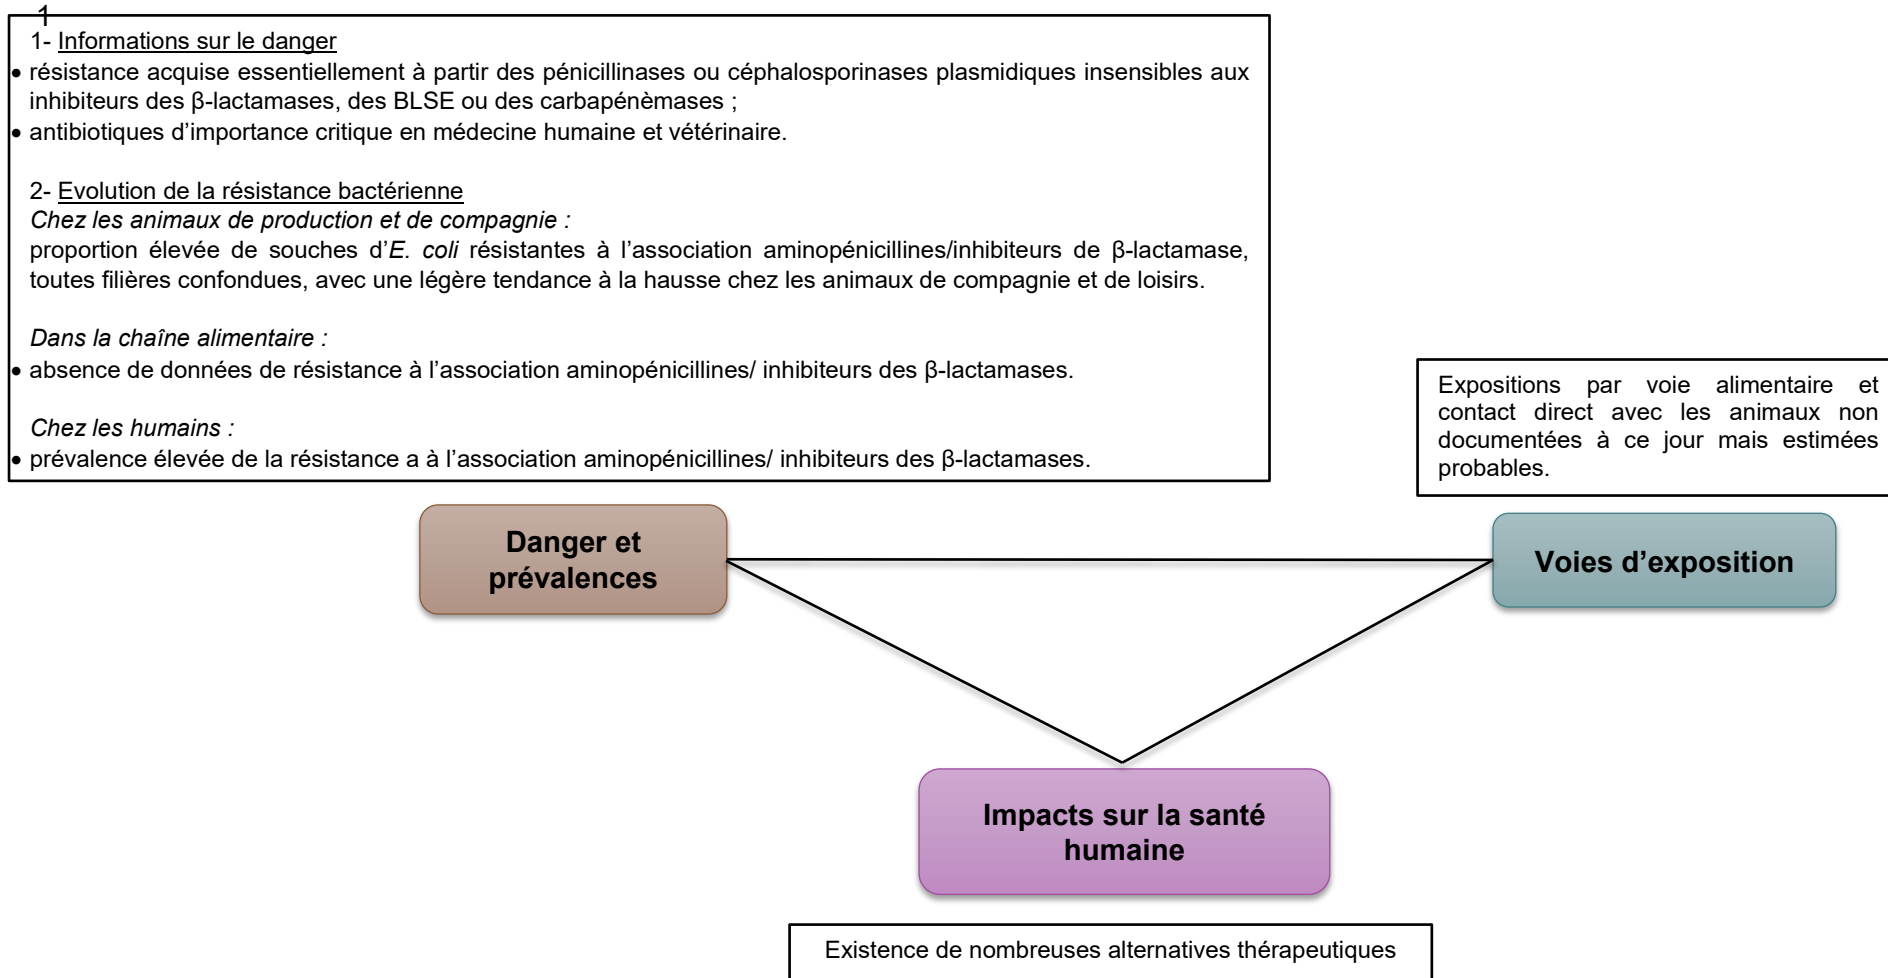 1
1- Informations sur le danger
• résistance acquise essentiellement à partir des pénicillinases ou céphalosporinases plasmidiques insensibles aux
inhibiteurs des β-lactamases, des BLSE ou des carbapénèmases ;
• antibiotiques d’importance critique en médecine humaine et vétérinaire.
2- Evolution de la résistance bactérienne
Chez les animaux de production et de compagnie :
proportion élevée de souches d’E. coli résistantes à l’association aminopénicillines/inhibiteurs de β-lactamase,
toutes filières confondues, avec une légère tendance à la hausse chez les animaux de compagnie et de loisirs.
Dans la chaîne alimentaire :
• absence de données de résistance à l’association aminopénicillines/ inhibiteurs des β-lactamases.
Chez les humains :
• prévalence élevée de la résistance a à l’association aminopénicillines/ inhibiteurs des β-lactamases.
Expositions par voie alimentaire et
contact direct avec les animaux non
documentées à ce jour mais estimées
probables.
Danger et
prévalences
Voies d’exposition
Impacts sur la santé
humaine
Existence de nombreuses alternatives thérapeutiques